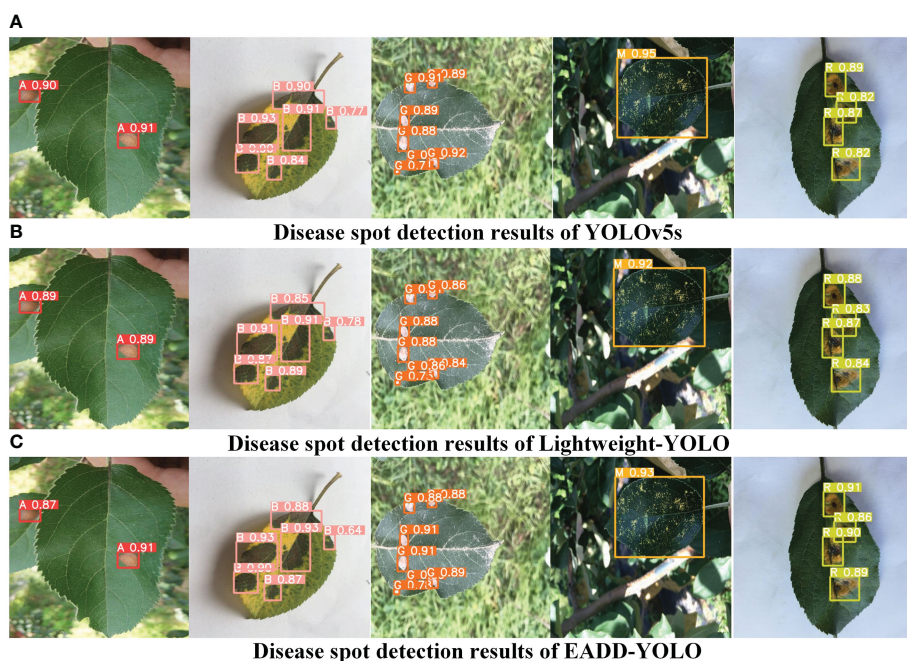 A
A 0.90
A 0.91
B 0.90
B 0.77
B 0.93
B 0.91
B 0.84
G 0.91
0.89
G 0.89
G 0.88
G 0.92
M 0.95
R 0.89
R 0.82
R 0.87
R 0.82
Disease spot detection results of YOLOv5s
B
A 0.89
A 0.89
B 0.85
B 0.78
B 0.91
B 0.91
B 0.89
G 0.86
G 0.88
G 0.88
M 0.92
R 0.88
R 0.83
R 0.87
R 0.84
Disease spot detection results of Lightweight-YOLO
C
A 0.87
A 0.91
B 0.88
B 0.64
B 0.93
B 0.93
B 0.87
G 0.88
0.88
G 0.91
G 0.91
G 0.89
M 0.93
R 0.91
R 0.86
R 0.90
R 0.89
Disease spot detection results of EADD-YOLO